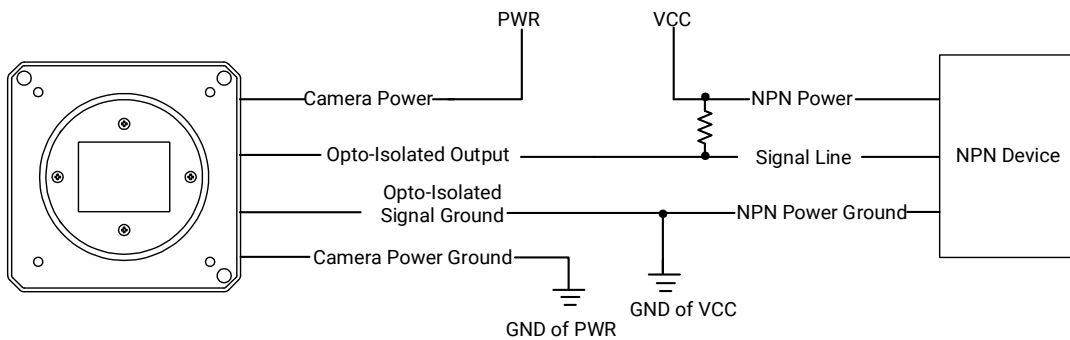 PWR
VCC
Camera Power
NPN Power
Opto-Isolated Output
Signal Line
NPN Device
Opto-Isolated
Signal Ground
NPN Power Ground
Camera Power Ground
GND of VCC
GND of PWR